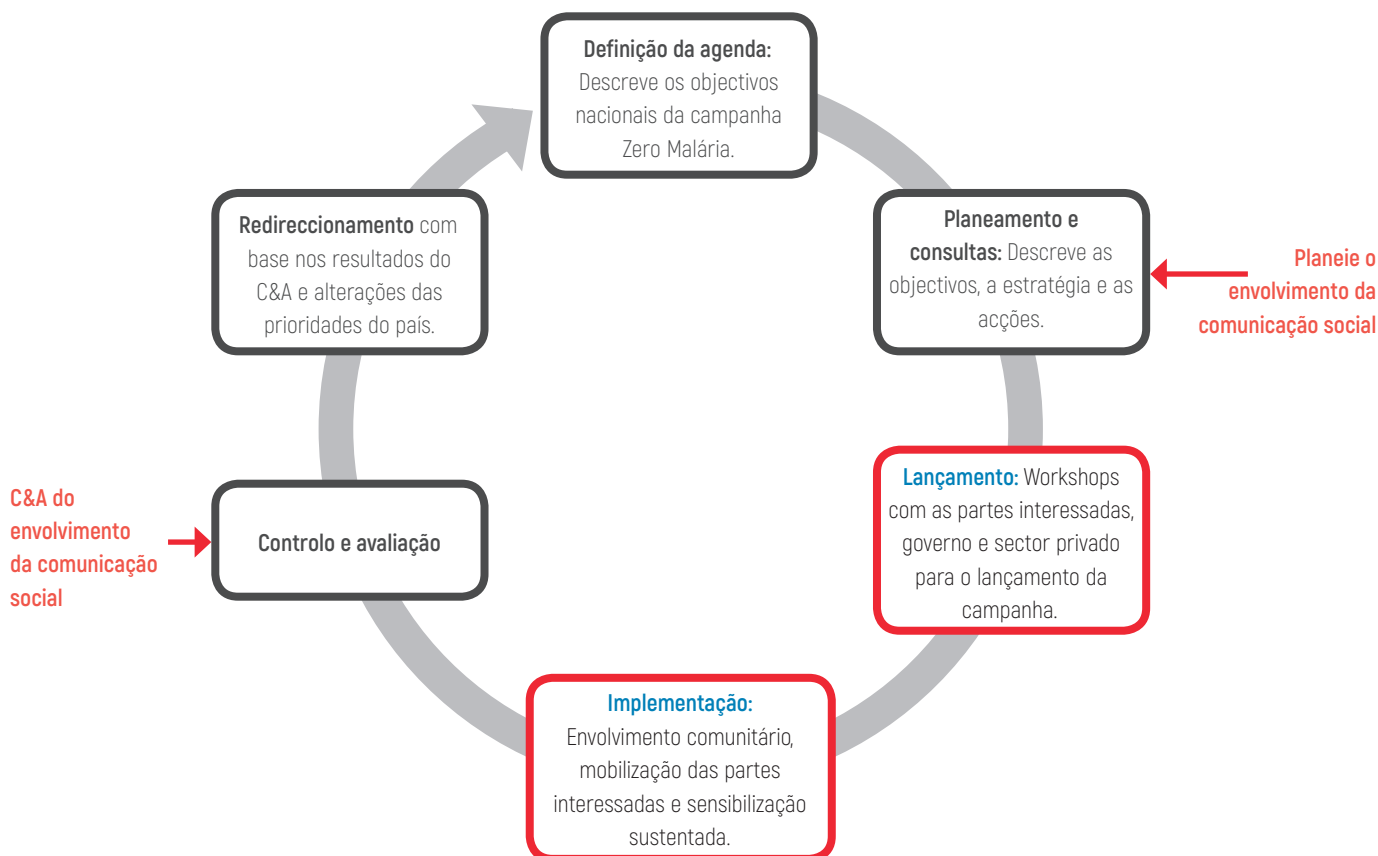 Definição da agenda:
Descreve os objectivos
nacionais da campanha
Zero Malária.
Planeamento e
consultas: Descreve as
objectivos, a estratégia e as
acções.
Planeie o
envolvimento da
comunicação social
Lançamento: Workshops
com as partes interessadas,
governo e sector privado
para o lançamento da
campanha.
Implementação:
Envolvimento comunitário,
mobilização das partes
interessadas e sensibilização
sustentada.
Controlo e avaliação
C&A do
envolvimento
da comunicação
social
Redireccionamento com
base nos resultados do
C&A e alterações das
prioridades do país.